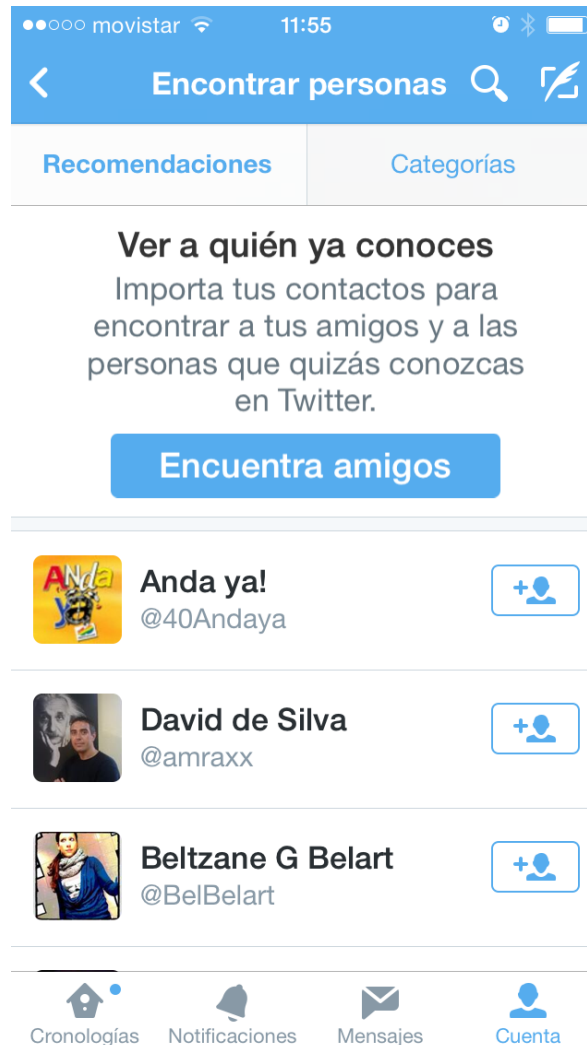 movistar 11:55
Encontrar personas
Recomendaciones Categorías
Ver a quién ya conoces
Importa tus contactos para
encontrar a tus amigos y a las
personas que quizás conozcas
en Twitter.
Encuentra amigos
ANda
ya
Anda ya!
@40Andaya
David de Silva
@amraxx
Beltzane G Belart
@BelBelart
Cronologías Notificaciones Mensajes Cuenta